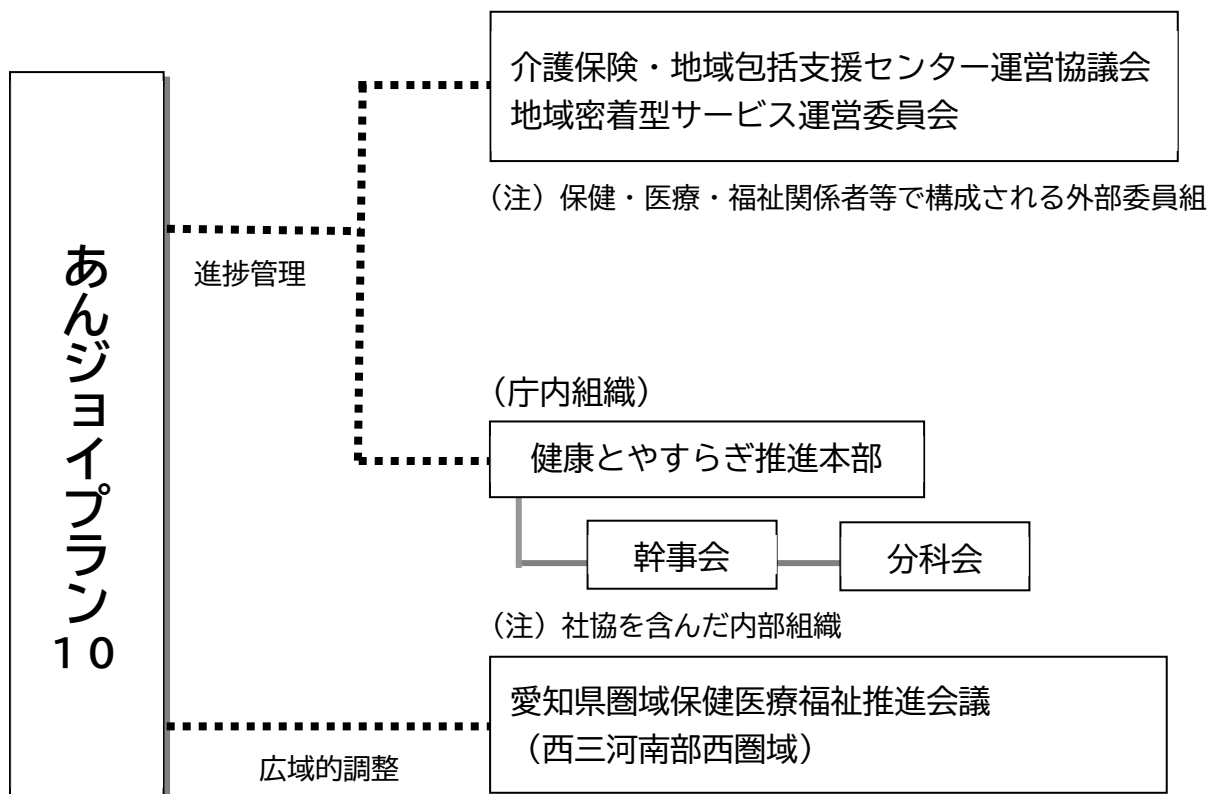 あんジョイプラン１０
進捗管理
介護保険・地域包括支援センター運営協議会
地域密着型サービス運営委員会
（注）保健・医療・福祉関係者等で構成される外部委員組
（庁内組織）
健康とやすらぎ推進本部
幹事会
分科会
（注）社協を含んだ内部組織
広域的調整
愛知県圏域保健医療福祉推進会議
（西三河南部西圏域）